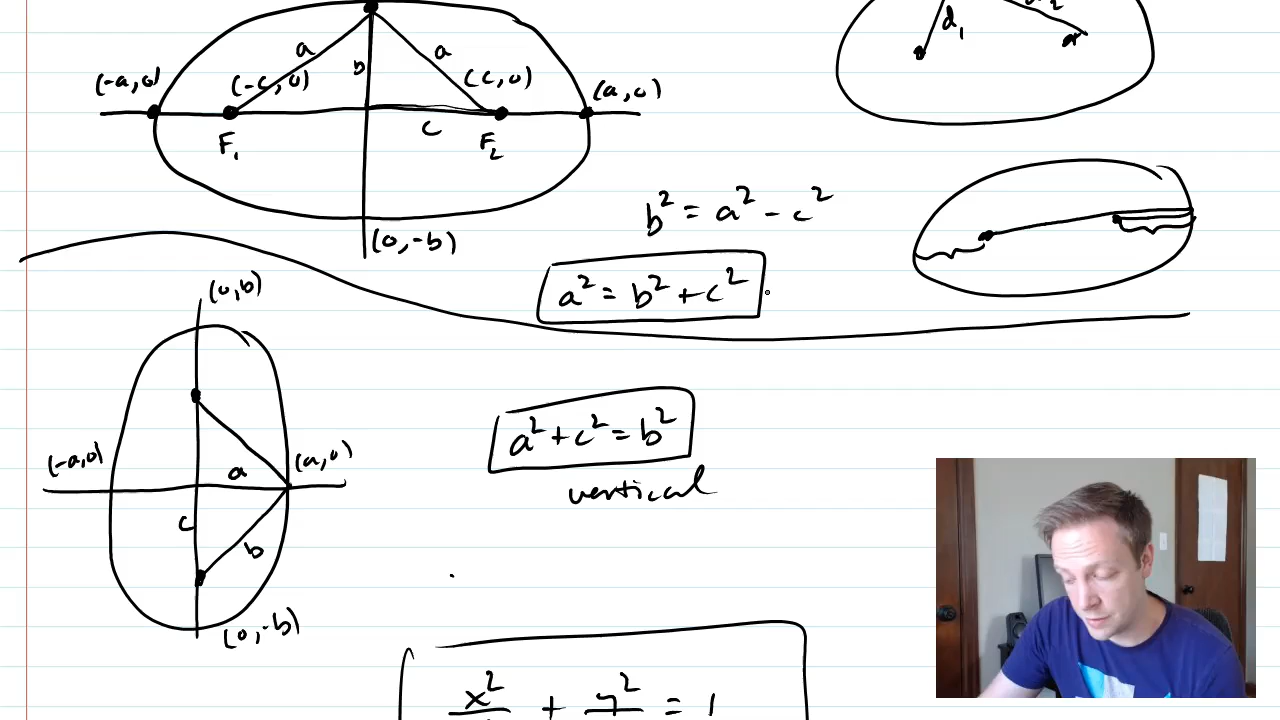 d₁
d₂
a
a
b
(-a,0)
(-c,0)
(c,0)
(a,0)
c
F₁
F₂
(0,-b)
b² = a² - c²
a² = b² + c²
(0,b)
a² + c² = b²
vertical
(-a,0)
a
(a,0)
c
b
(0,-b)
x² + y² = 1